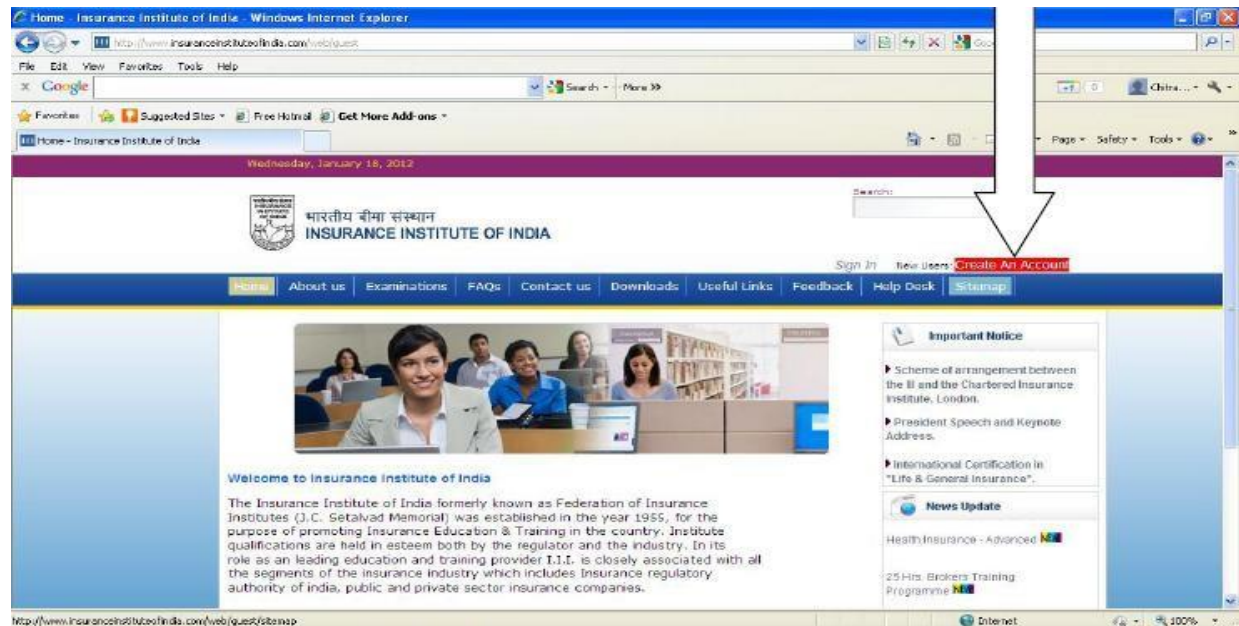 Home - Insurance Institute of India - Windows Internet Explorer
http://www.insuranceinstituteofindia.com/web/guest
File Edit View Favorites Tools Help
x Google Search More >> Chitra...
Favorites Suggested Sites Free Hotmail Get More Add-ons
Home - Insurance Institute of India Page Safety Tools
Wednesday, January 18, 2012
Search:
भारतीय बीमा संस्थान
INSURANCE INSTITUTE OF INDIA
Sign In New Users: Create An Account
Home About us Examinations FAQs Contact us Downloads Useful Links Feedback Help Desk Sitemap
Important Notice
Scheme of arrangement between
the III and the Chartered Insurance
Institute, London.
President Speech and Keynote
Address.
International Certification in
"Life & General Insurance".
News Update
Health Insurance - Advanced NEW
25 Hrs. Brokers Training
Programme NEW
Welcome to Insurance Institute of India
The Insurance Institute of India formerly known as Federation of Insurance
Institutes (J.C. Setalvad Memorial) was established in the year 1955, for the
purpose of promoting Insurance Education & Training in the country. Institute
qualifications are held in esteem both by the regulator and the industry. In its
role as an leading education and training provider I.I.I. is closely associated with all
the segments of the insurance industry which includes Insurance regulatory
authority of india, public and private sector insurance companies.
http://www.insuranceinstituteofindia.com/web/guest/sitemap Internet 100%